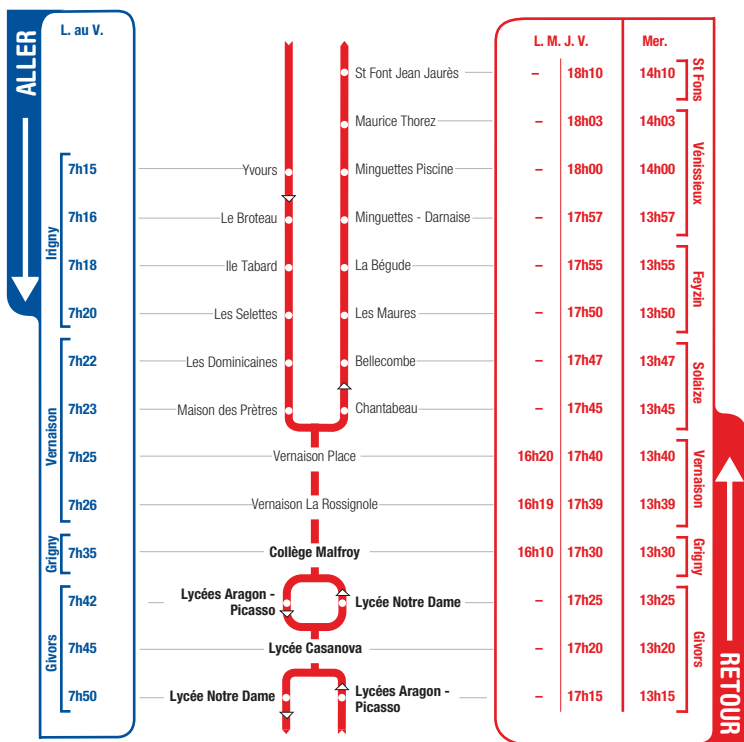 ALLER
L. au V.
L. M. J. V. Mer.
St Font Jean Jaurès – 18h10 14h10
St Fons
Maurice Thorez – 18h03 14h03
7h15 Yvours Minguettes Piscine – 18h00 14h00
Vénissieux
7h16 Le Broteau Minguettes - Darnaise – 17h57 13h57
Irigny
7h18 Ile Tabard La Bégude – 17h55 13h55
Feyzin
7h20 Les Selettes Les Maures – 17h50 13h50
7h22 Les Dominicaines Bellecombe – 17h47 13h47
Solaize
7h23 Maison des Prètres Chantabeau – 17h45 13h45
Vernaison
7h25 Vernaison Place 16h20 17h40 13h40
Vernaison
7h26 Vernaison La Rossignole 16h19 17h39 13h39
Grigny
7h35 Collège Malfroy 16h10 17h30 13h30
Grigny
7h42 Lycées Aragon -
Picasso
Lycée Notre Dame – 17h25 13h25
Givors
7h45 Lycée Casanova – 17h20 13h20
Givors
7h50 Lycée Notre Dame Lycées Aragon -
Picasso
– 17h15 13h15
RETOUR